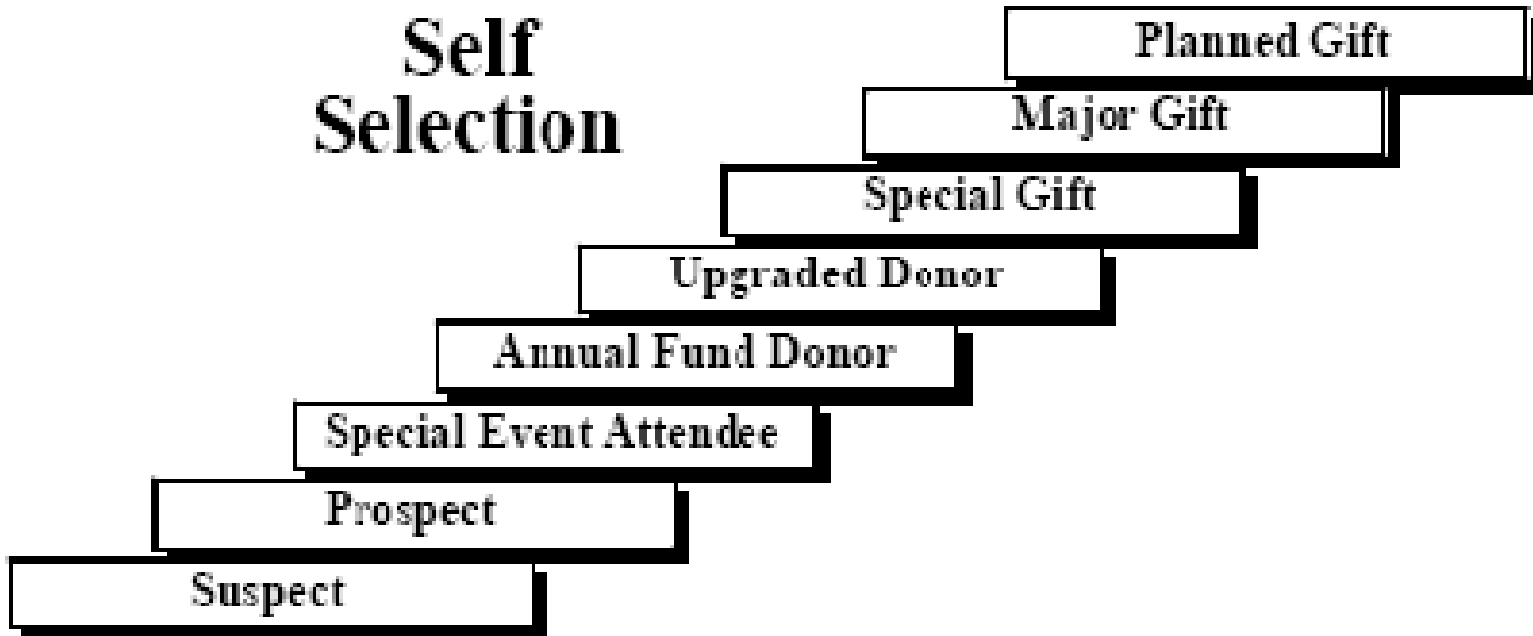 Self
Selection
Planned Gift
Major Gift
Special Gift
Upgraded Donor
Annual Fund Donor
Special Event Attendee
Prospect
Suspect